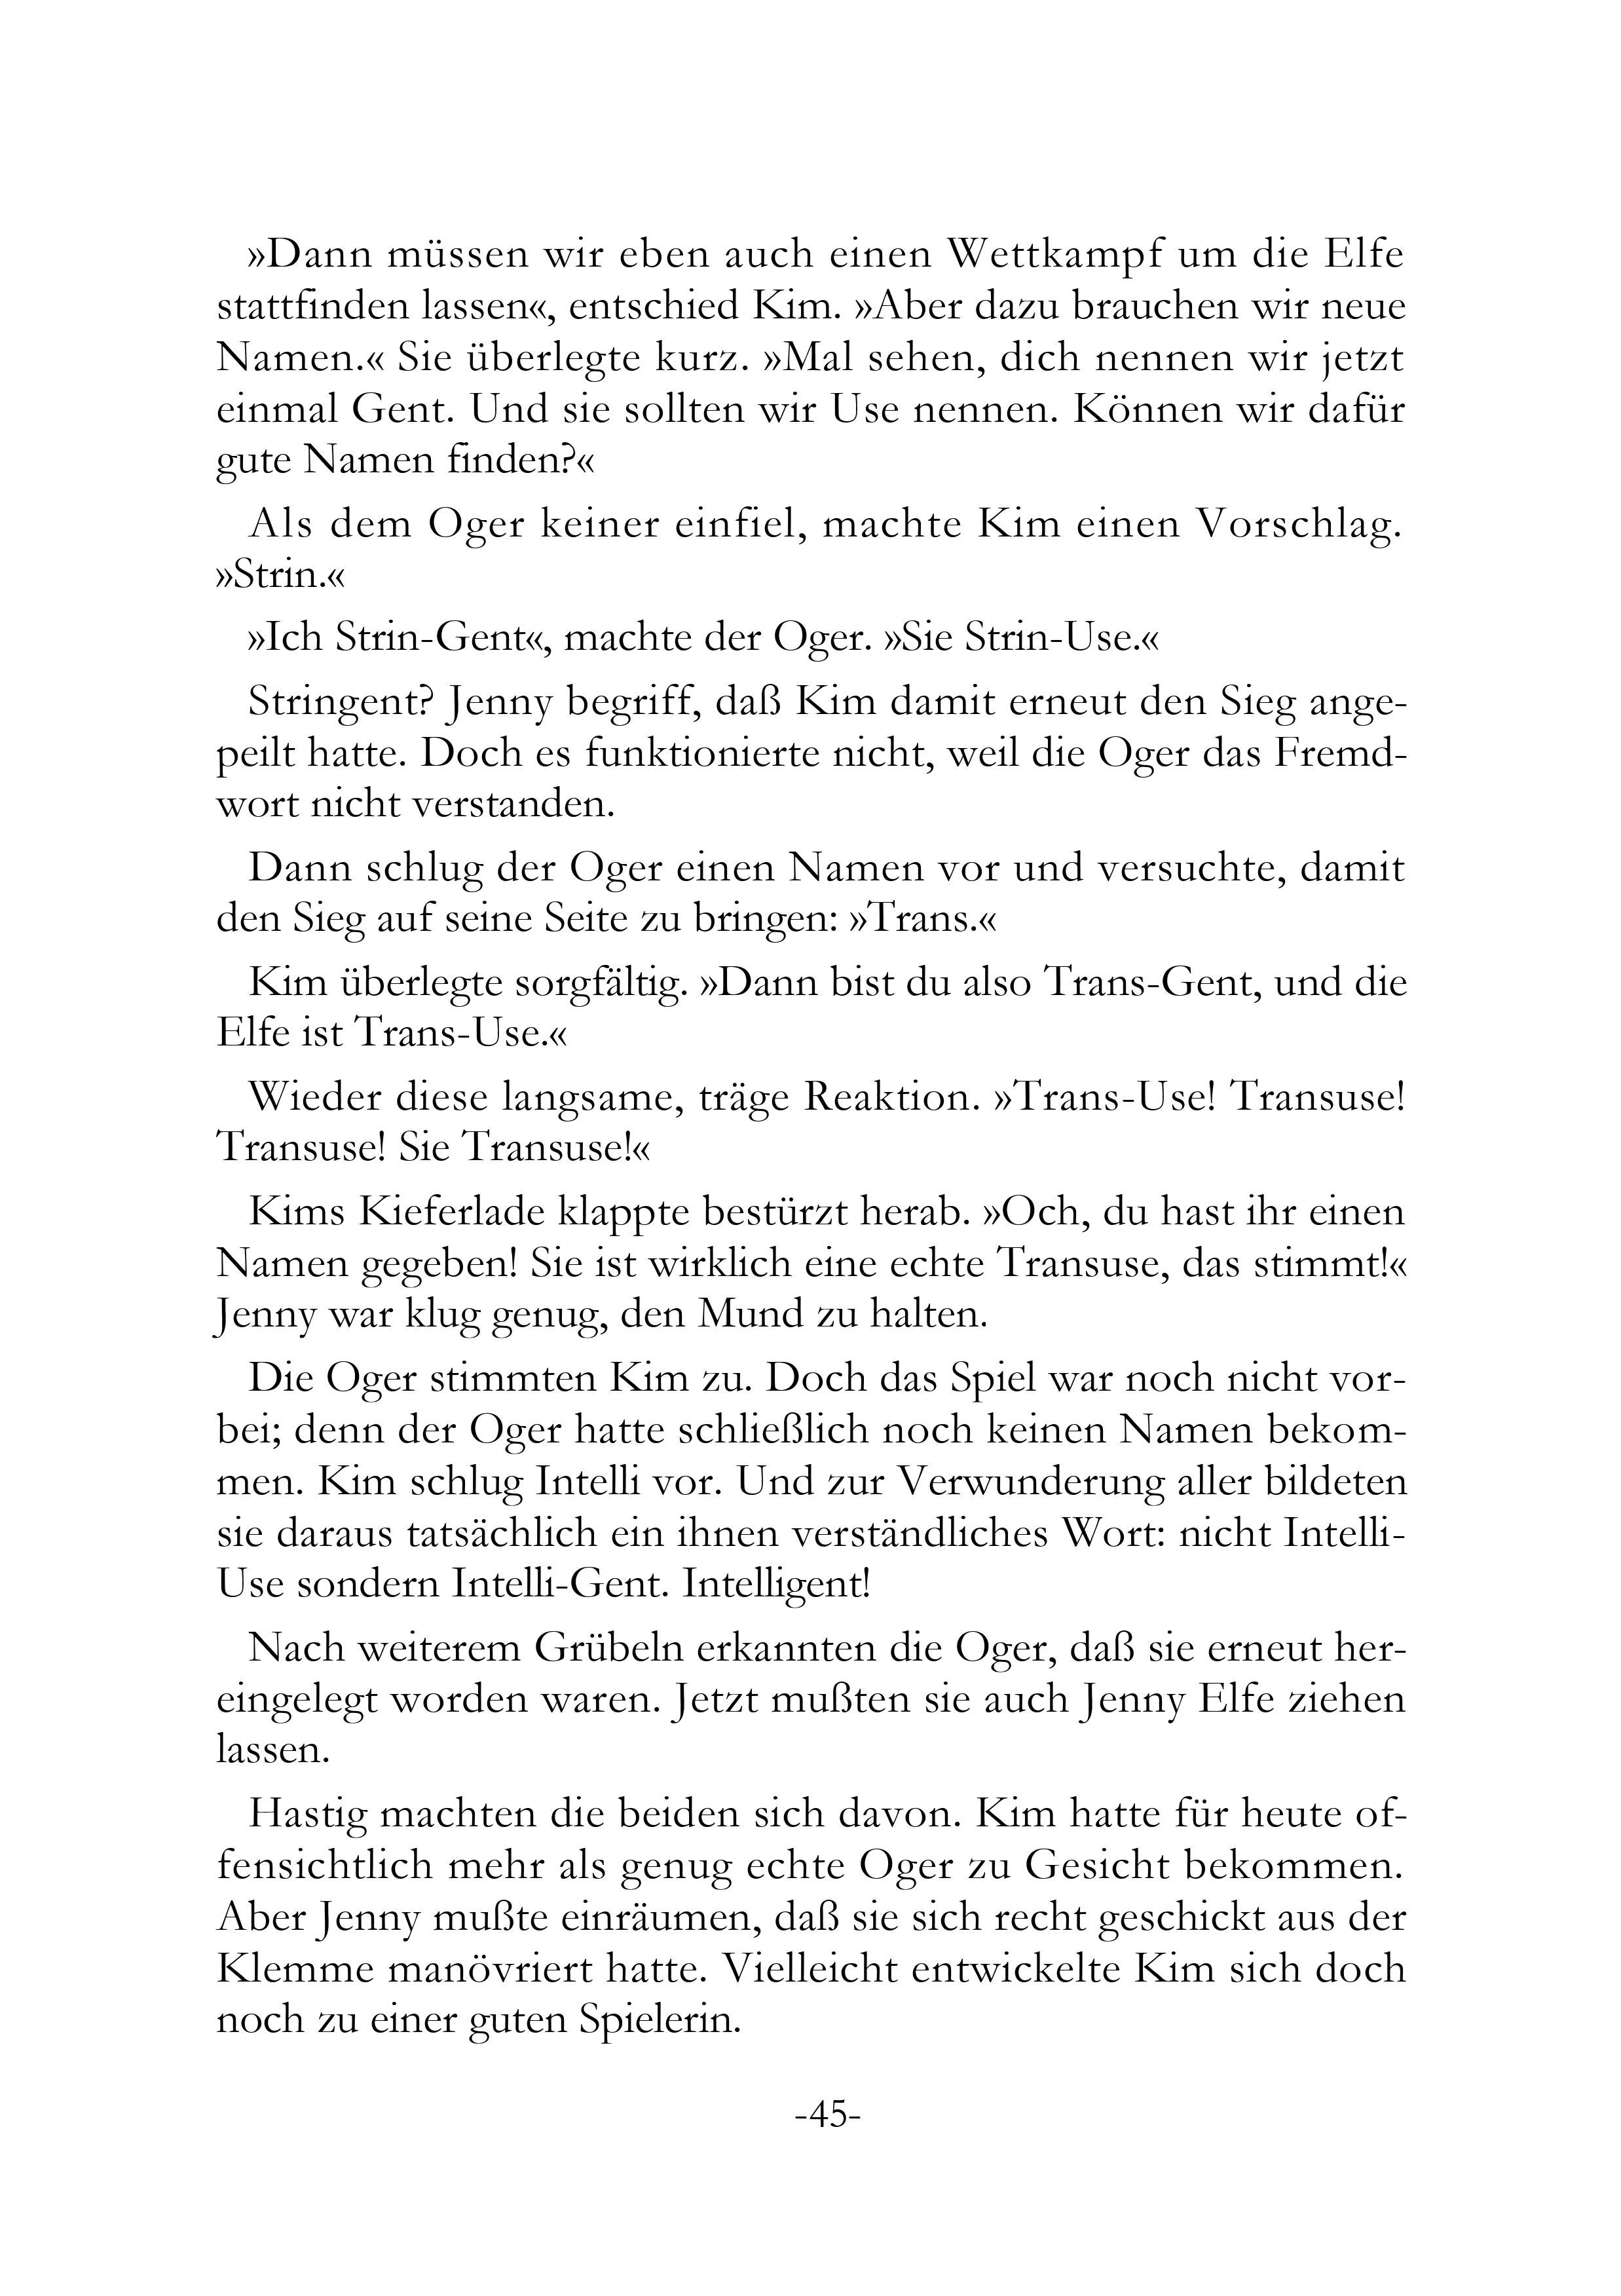 »Dann müssen wir eben auch einen Wettkampf um die Elfe
stattfinden lassen«, entschied Kim. »Aber dazu brauchen wir neue
Namen.« Sie überlegte kurz. »Mal sehen, dich nennen wir jetzt
einmal Gent. Und sie sollten wir Use nennen. Können wir dafür
gute Namen finden?«
Als dem Oger keiner einfiel, machte Kim einen Vorschlag.
»Strin.«
»Ich Strin-Gent«, machte der Oger. »Sie Strin-Use.«
Stringent? Jenny begriff, daß Kim damit erneut den Sieg ange-
peilt hatte. Doch es funktionierte nicht, weil die Oger das Fremd-
wort nicht verstanden.
Dann schlug der Oger einen Namen vor und versuchte, damit
den Sieg auf seine Seite zu bringen: »Trans.«
Kim überlegte sorgfältig. »Dann bist du also Trans-Gent, und die
Elfe ist Trans-Use.«
Wieder diese langsame, träge Reaktion. »Trans-Use! Transuse!
Transuse! Sie Transuse!«
Kims Kieferlade klappte bestürzt herab. »Och, du hast ihr einen
Namen gegeben! Sie ist wirklich eine echte Transuse, das stimmt!«
Jenny war klug genug, den Mund zu halten.
Die Oger stimmten Kim zu. Doch das Spiel war noch nicht vor-
bei; denn der Oger hatte schließlich noch keinen Namen bekom-
men. Kim schlug Intelli vor. Und zur Verwunderung aller bildeten
sie daraus tatsächlich ein ihnen verständliches Wort: nicht Intelli-
Use sondern Intelli-Gent. Intelligent!
Nach weiterem Grübeln erkannten die Oger, daß sie erneut her-
eingelegt worden waren. Jetzt mußten sie auch Jenny Elfe ziehen
lassen.
Hastig machten die beiden sich davon. Kim hatte für heute of-
fensichtlich mehr als genug echte Oger zu Gesicht bekommen.
Aber Jenny mußte einräumen, daß sie sich recht geschickt aus der
Klemme manövriert hatte. Vielleicht entwickelte Kim sich doch
noch zu einer guten Spielerin.
-45-